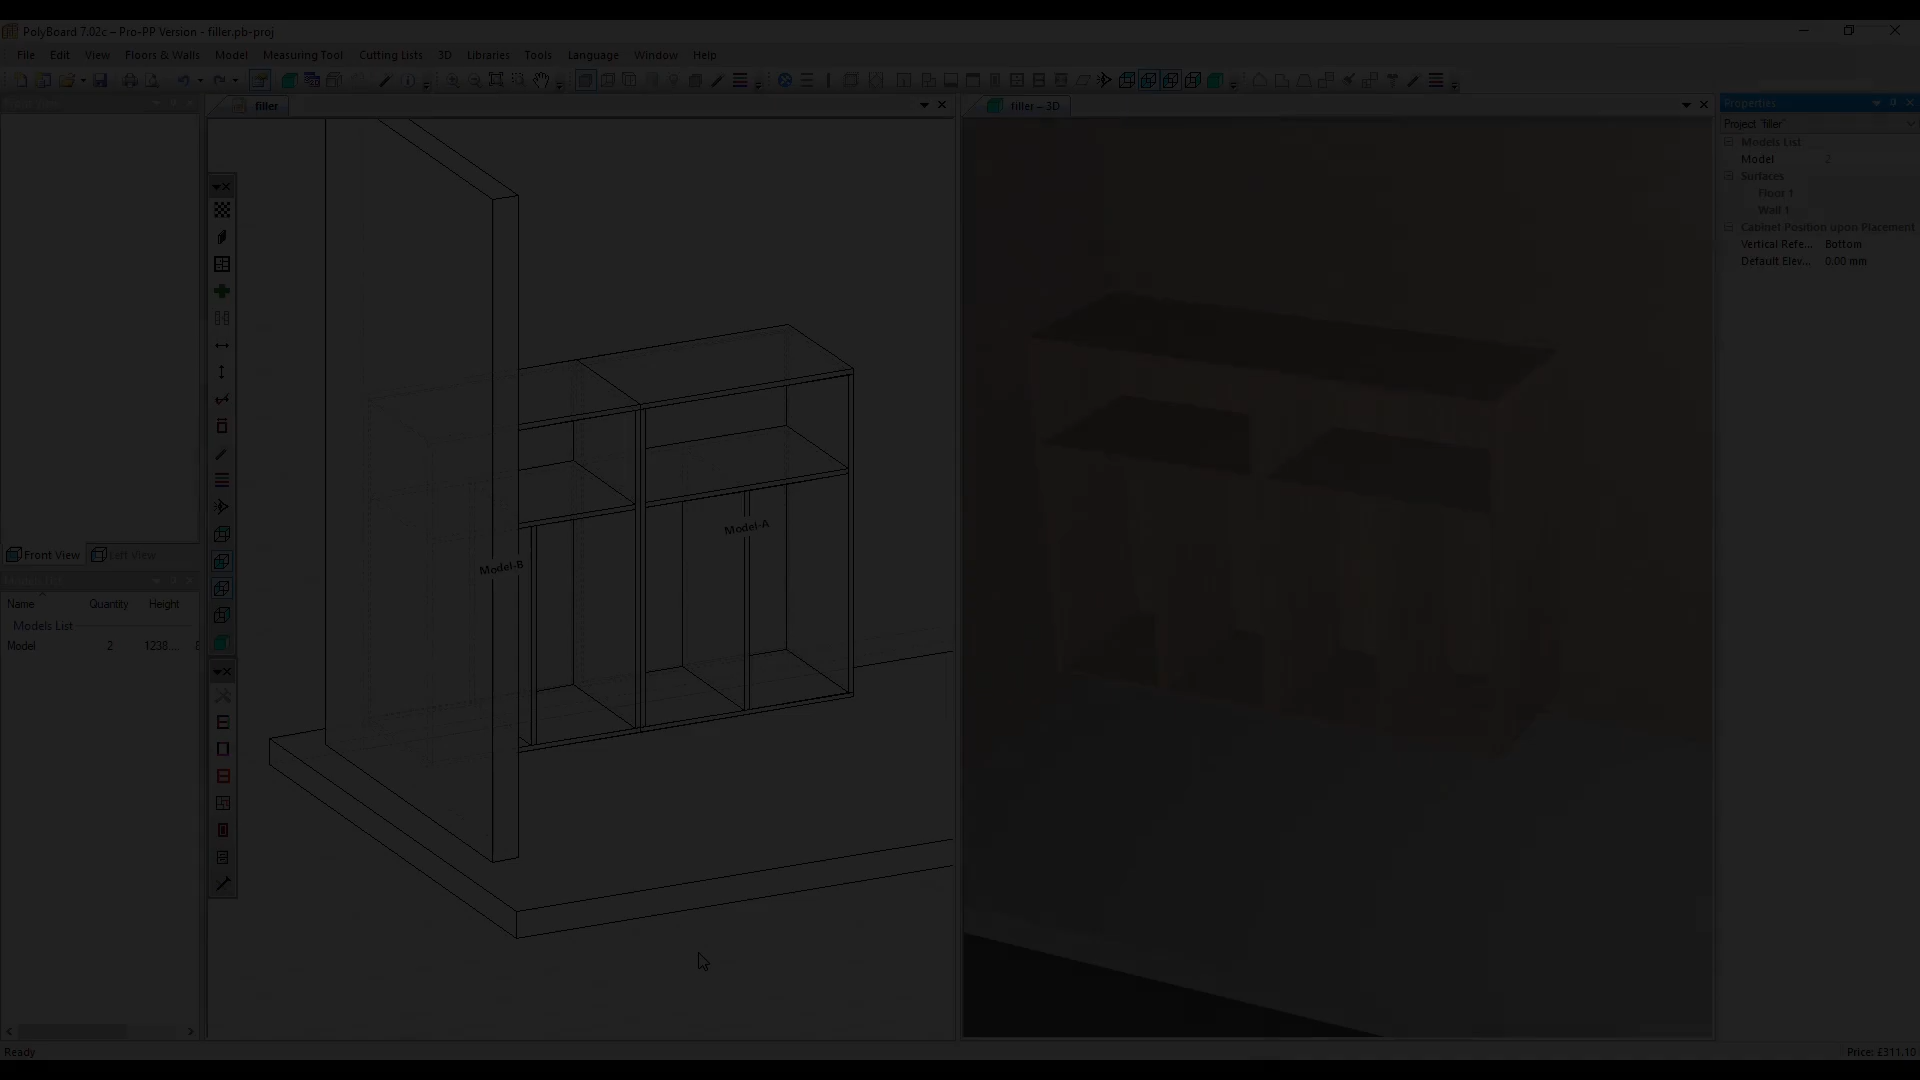 PolyBoard 7.02c – Pro-PP Version - filler.pb-proj
File Edit View Floors & Walls Model Measuring Tool Cutting Lists 3D Libraries Tools Language Window Help
filler
filler – 3D
Properties
Project "filler"
Models List
Model 2
Surfaces
Floor 1
Wall 1
Cabinet Position upon Placement
Vertical Refe... Bottom
Default Elev... 0.00 mm
Model-A
Model-B
Front View Left View
Models List
Name Quantity Height
Models List
Model 2 1238...
Ready
Price: £311.10